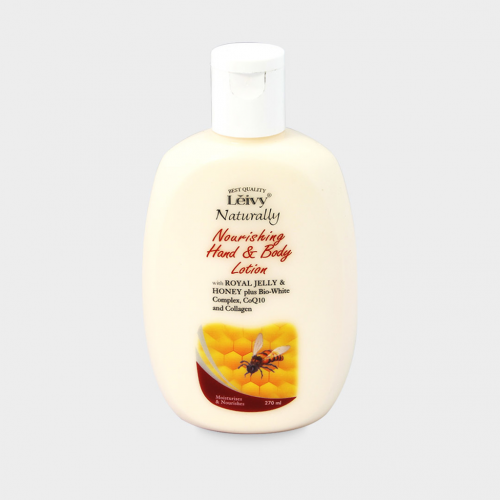 BEST QUALITY
Lĕivy®
Naturally
Nourishing
Hand & Body
Lotion
with ROYAL JELLY &
HONEY plus Bio-White
Complex, CoQ10
and Collagen
Moisturizes
& Nourishes
270 ml